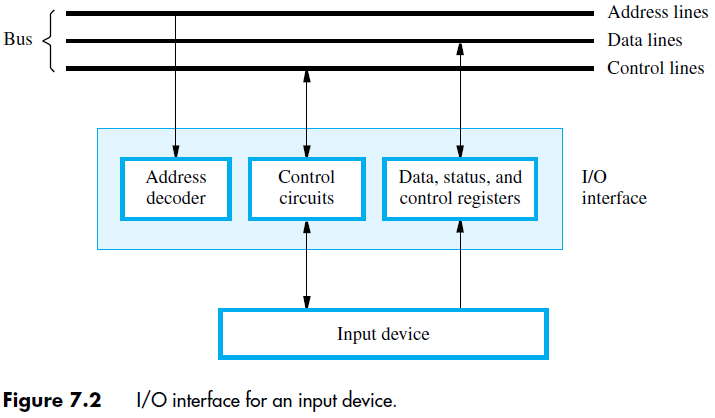 Address lines
Bus
Data lines
Control lines
Address
decoder
Control
circuits
Data, status, and
control registers
I/O
interface
Input device
Figure 7.2 I/O interface for an input device.